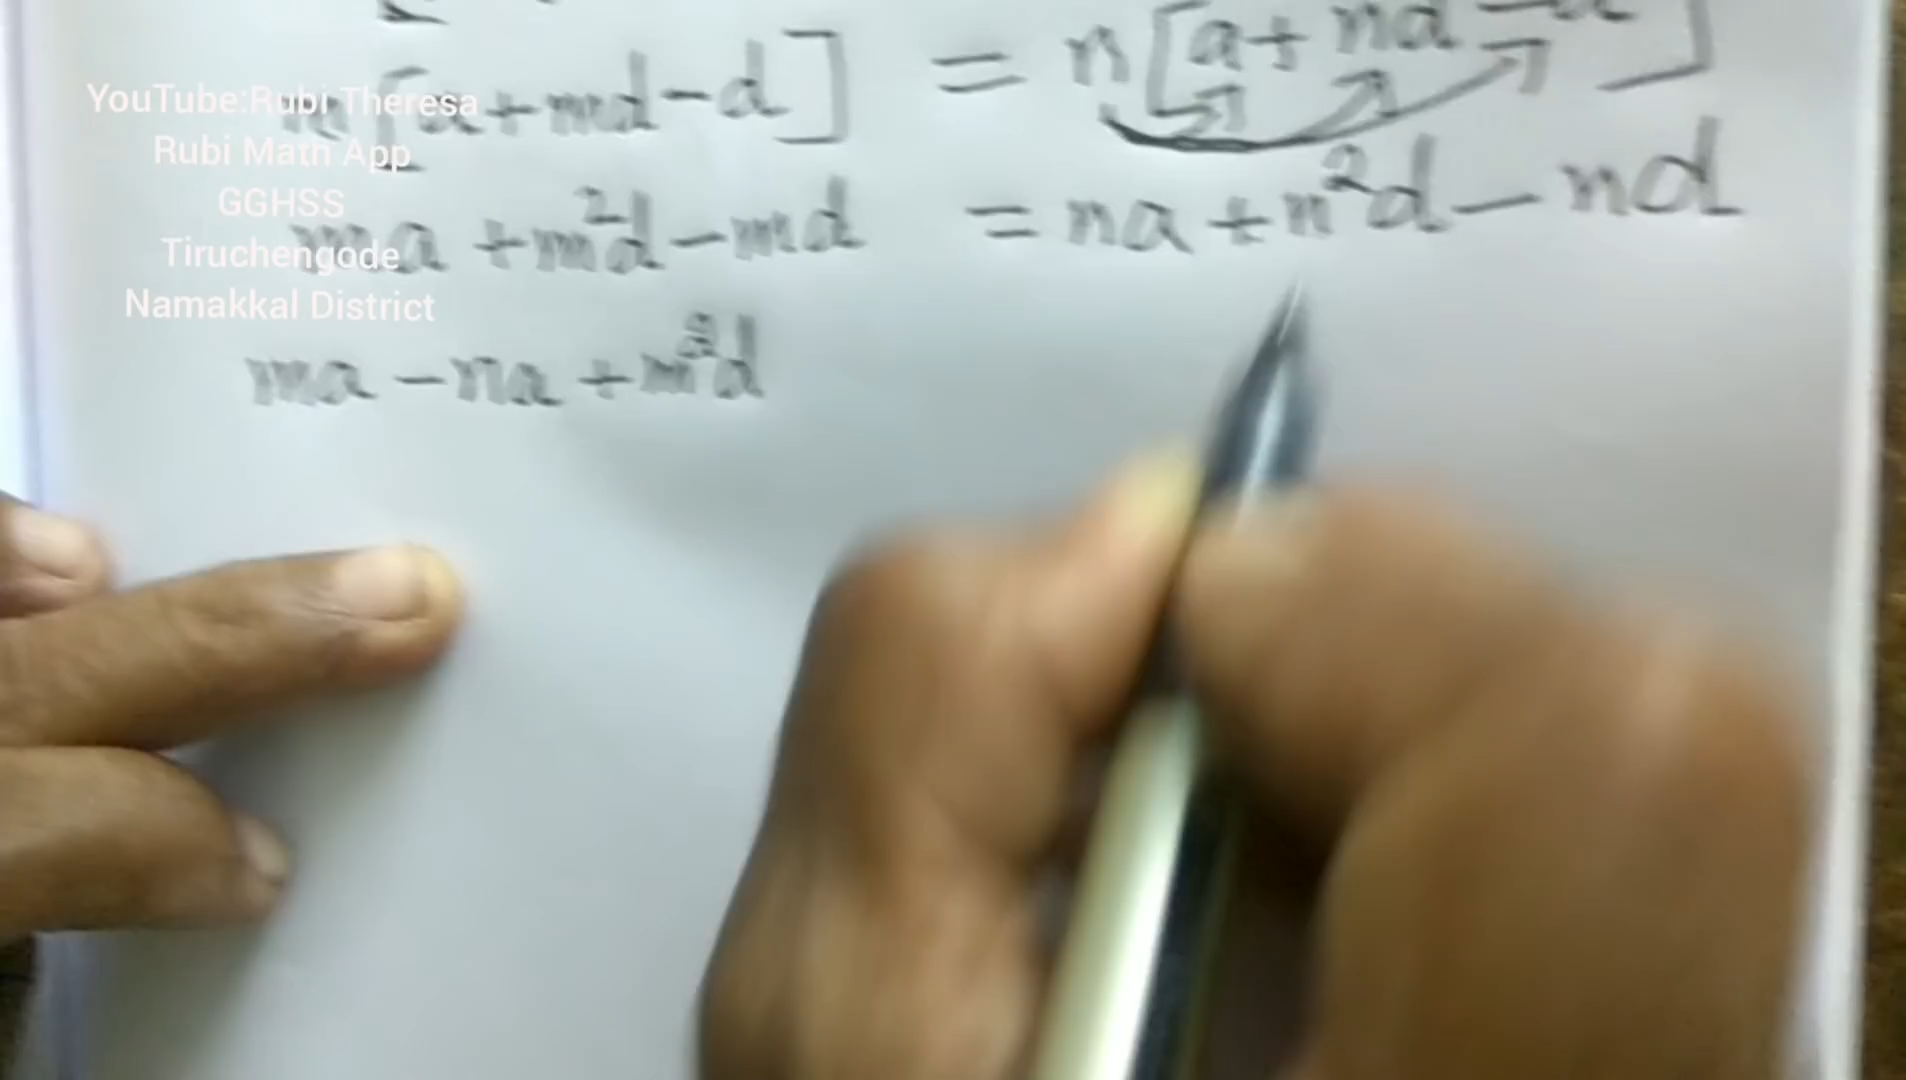 m[a+md-d] = n[a+nd-d]
ma +m²d-md = na+n²d-nd
ma-na+m²d
YouTube:Rubi Theresa
Rubi Math App
GGHSS
Tiruchengode
Namakkal District